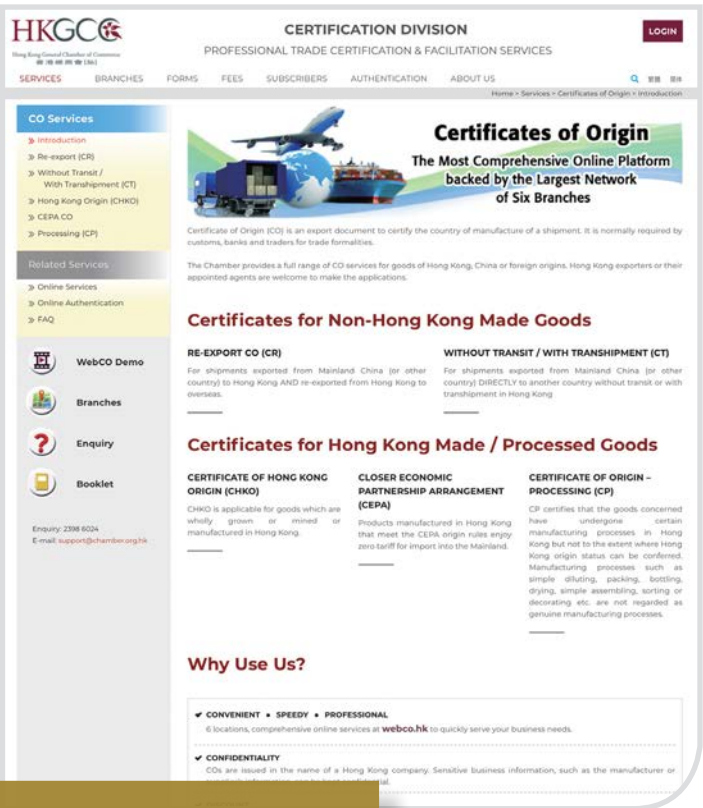 HKGCC
Hong Kong General Chamber of Commerce
香港總商會1861
CERTIFICATION DIVISION
PROFESSIONAL TRADE CERTIFICATION & FACILITATION SERVICES
LOGIN
SERVICES BRANCHES FORMS FEES SUBSCRIBERS AUTHENTICATION ABOUT US 繁體 简体
Home > Services > Certificates of Origin > Introduction
CO Services
Introduction
Re-export (CR)
Without Transit /
With Transhipment (CT)
Hong Kong Origin (CHKO)
CEPA CO
Processing (CP)
Related Services
Online Services
Online Authentication
FAQ
WebCO Demo
Branches
Enquiry
Booklet
Enquiry: 2398 6024
E-mail: support@chamber.org.hk
Certificates of Origin
The Most Comprehensive Online Platform
backed by the Largest Network
of Six Branches
Certificate of Origin (CO) is an export document to certify the country of manufacture of a shipment. It is normally required by
customs, banks and traders for trade formalities.
The Chamber provides a full range of CO services for goods of Hong Kong, China or foreign origins. Hong Kong exporters or their
appointed agents are welcome to make the applications.
Certificates for Non-Hong Kong Made Goods
RE-EXPORT CO (CR)
For shipments exported from Mainland China (or other
country) to Hong Kong AND re-exported from Hong Kong to
overseas.
WITHOUT TRANSIT / WITH TRANSHIPMENT (CT)
For shipments exported from Mainland China (or other
country) DIRECTLY to another country without transit or with
transhipment in Hong Kong
Certificates for Hong Kong Made / Processed Goods
CERTIFICATE OF HONG KONG
ORIGIN (CHKO)
CHKO is applicable for goods which are
wholly grown or mined or
manufactured in Hong Kong.
CLOSER ECONOMIC
PARTNERSHIP ARRANGEMENT
(CEPA)
Products manufactured in Hong Kong
that meet the CEPA origin rules enjoy
zero tariff for import into the Mainland.
CERTIFICATE OF ORIGIN –
PROCESSING (CP)
CP certifies that the goods concerned
have undergone certain
manufacturing processes in Hong
Kong but not to the extent where Hong
Kong origin status can be conferred.
Manufacturing processes such as
simple diluting, packing, bottling,
drying, simple assembling, sorting or
decorating etc. are not regarded as
genuine manufacturing processes.
Why Use Us?
CONVENIENT • SPEEDY • PROFESSIONAL
6 locations, comprehensive online services at webco.hk to quickly serve your business needs.
CONFIDENTIALITY
COs are issued in the name of a Hong Kong company. Sensitive business information, such as the manufacturer or